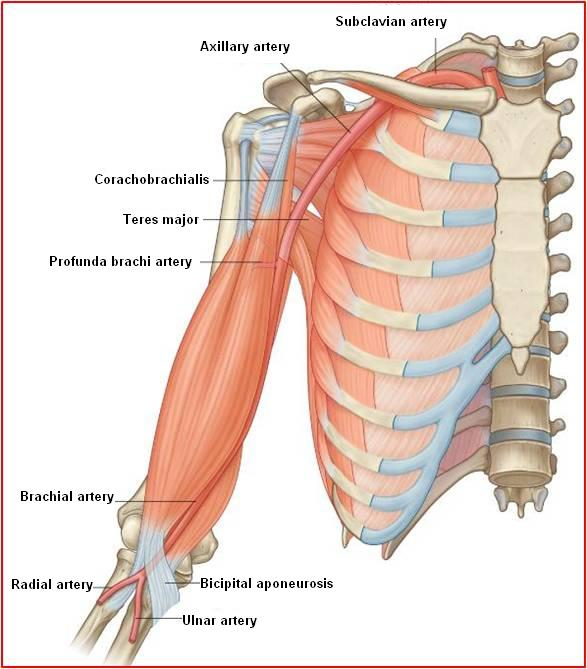 Subclavian artery
Axillary artery
Corachobrachialis
Teres major
Profunda brachi artery
Brachial artery
Radial artery
Bicipital aponeurosis
Ulnar artery